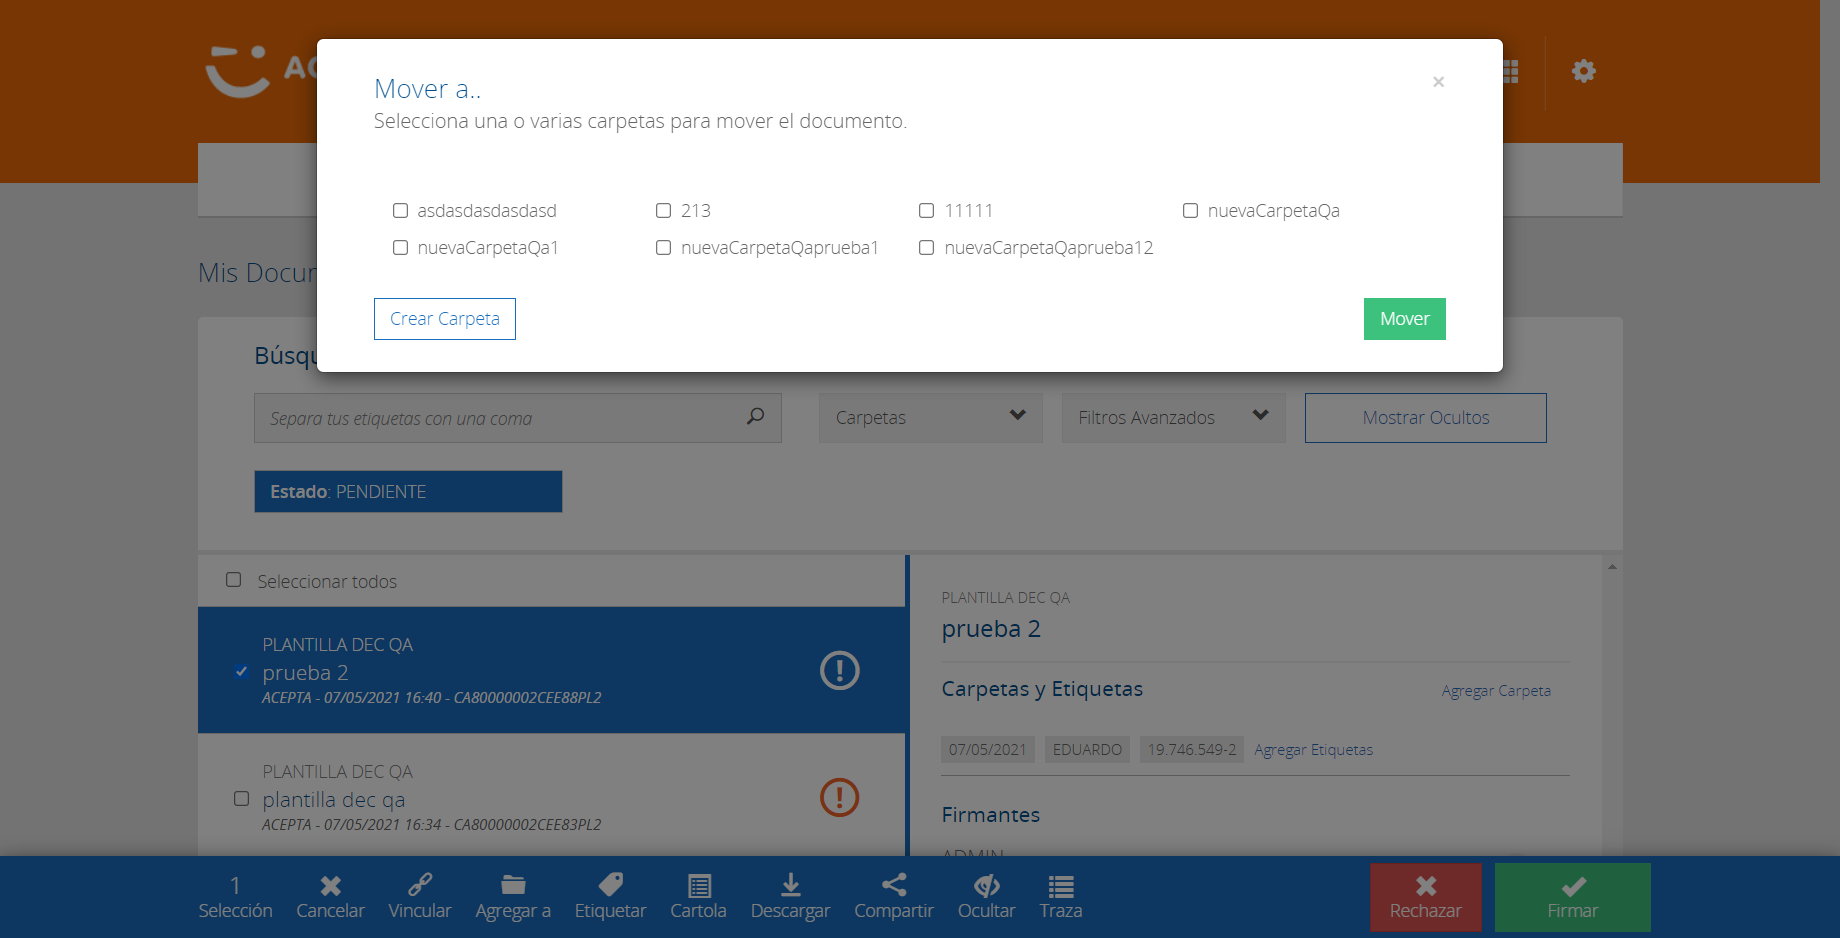 Mover a..
×
Selecciona una o varias carpetas para mover el documento.
asdasdasdasdasd
213
11111
nuevaCarpetaQa
nuevaCarpetaQa1
nuevaCarpetaQaprueba1
nuevaCarpetaQaprueba12
Crear Carpeta
Mover
Separa tus etiquetas con una coma
Carpetas
Filtros Avanzados
Mostrar Ocultos
Estado: PENDIENTE
Seleccionar todos
PLANTILLA DEC QA
prueba 2
ACEPTA - 07/05/2021 16:40 - CA80000002CEE88PL2
PLANTILLA DEC QA
plantilla dec qa
ACEPTA - 07/05/2021 16:34 - CA80000002CEE83PL2
PLANTILLA DEC QA
prueba 2
Carpetas y Etiquetas
Agregar Carpeta
07/05/2021
EDUARDO
19.746.549-2
Agregar Etiquetas
Firmantes
1
Selección
Cancelar
Vincular
Agregar a
Etiquetar
Cartola
Descargar
Compartir
Ocultar
Traza
Rechazar
Firmar